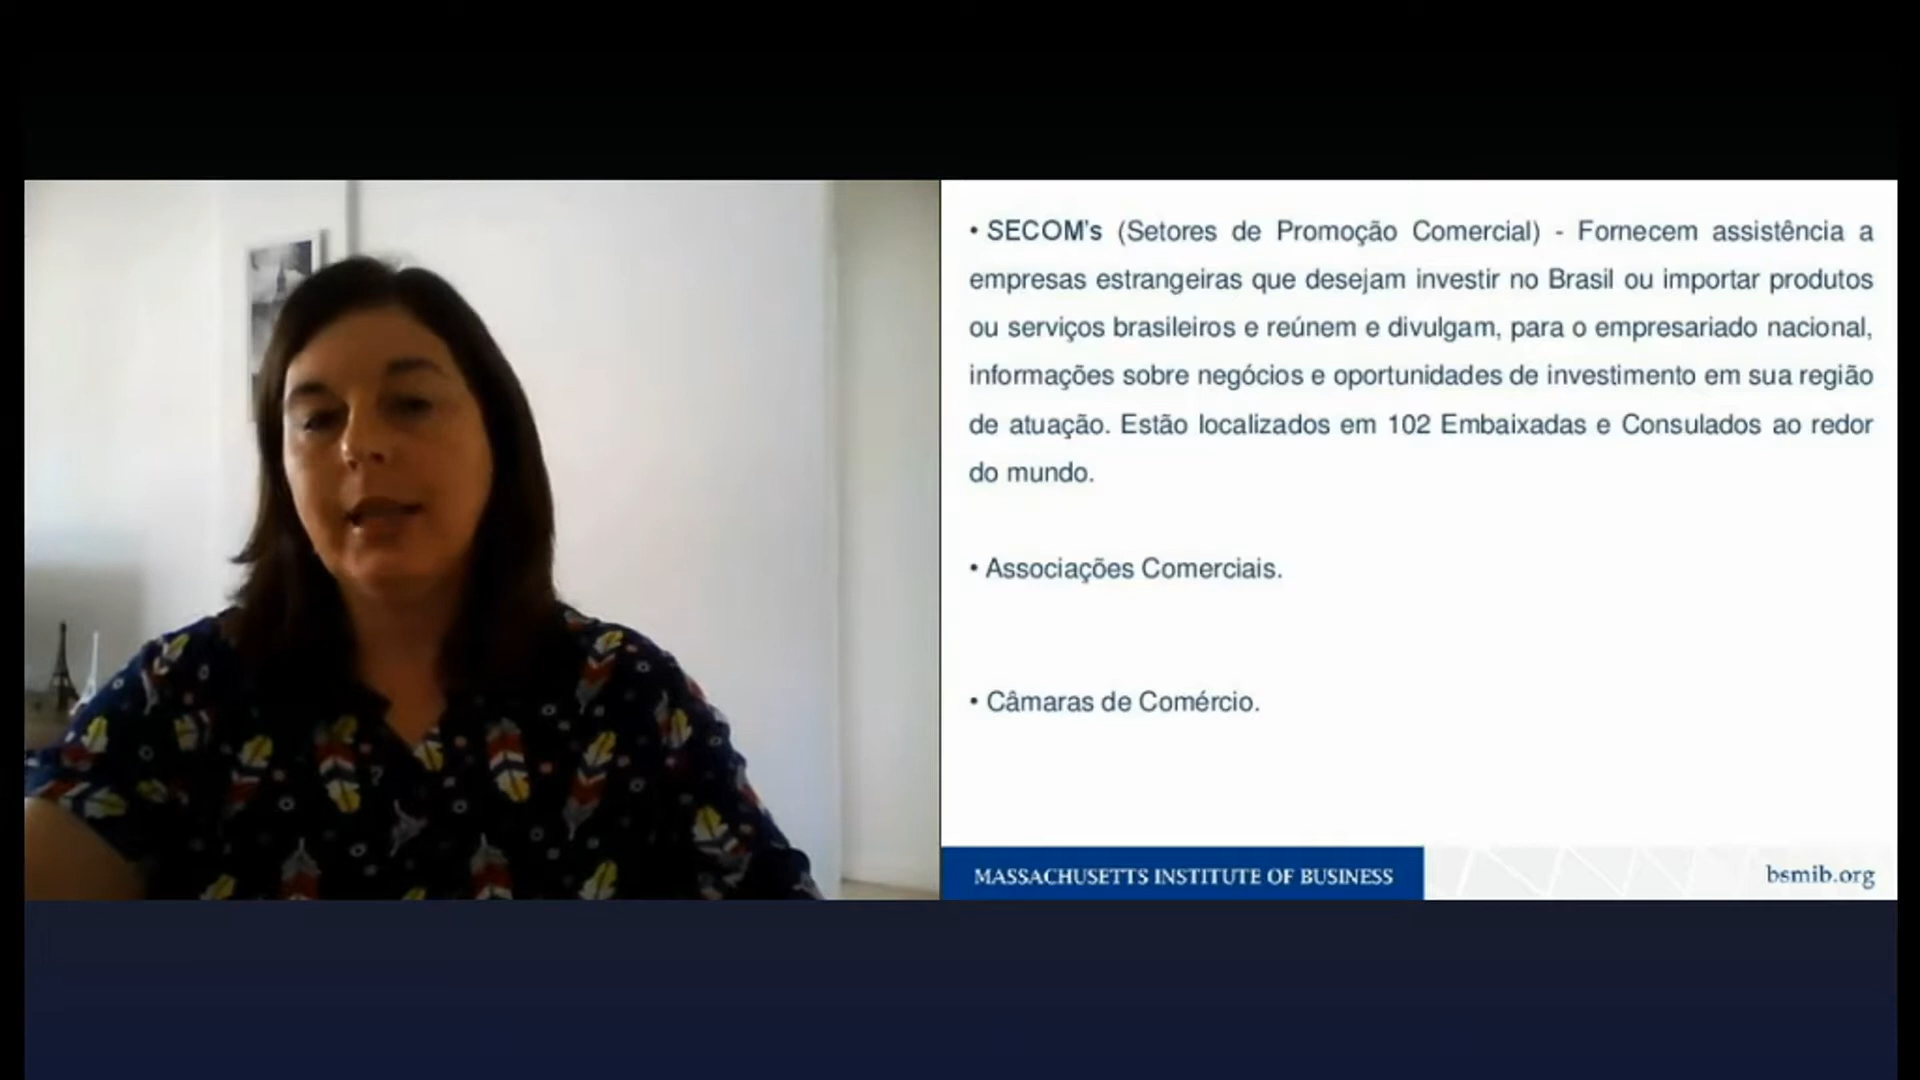 • SECOM's (Setores de Promoção Comercial) - Fornecem assistência a
empresas estrangeiras que desejam investir no Brasil ou importar produtos
ou serviços brasileiros e reúnem e divulgam, para o empresariado nacional,
informações sobre negócios e oportunidades de investimento em sua região
de atuação. Estão localizados em 102 Embaixadas e Consulados ao redor
do mundo.
• Associações Comerciais.
• Câmaras de Comércio.
MASSACHUSETTS INSTITUTE OF BUSINESS
bsmib.org